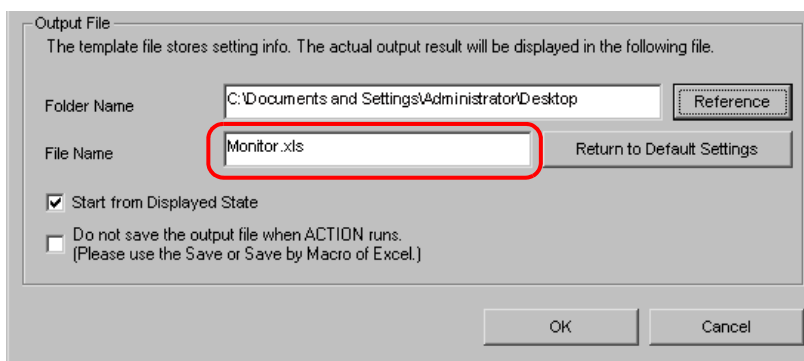 Output File
The template file stores setting info. The actual output result will be displayed in the following file.
Folder Name
C:\Documents and Settings\Administrator\Desktop
Reference
File Name
Monitor.xls
Return to Default Settings
Start from Displayed State
Do not save the output file when ACTION runs.
(Please use the Save or Save by Macro of Excel.)
OK
Cancel